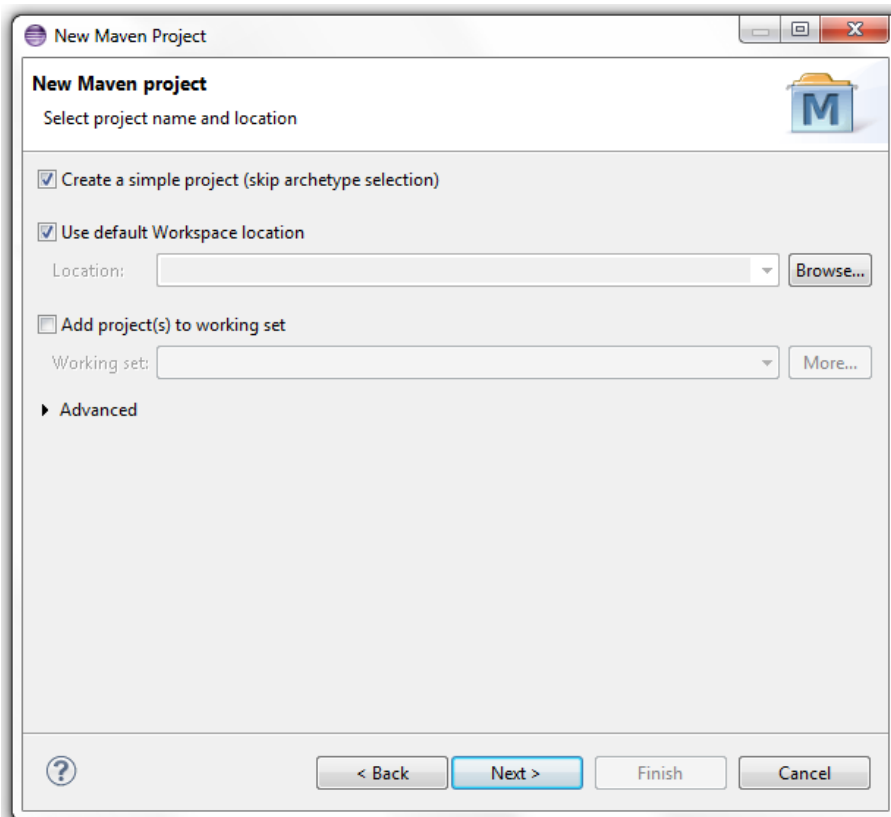 New Maven Project
New Maven project
Select project name and location
M
Create a simple project (skip archetype selection)
Use default Workspace location
Location:
Browse...
Add project(s) to working set
Working set:
More...
Advanced
?
< Back
Next >
Finish
Cancel